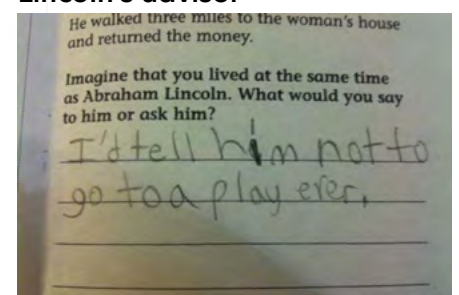 Lincoln's advisor
He walked three miles to the woman's house
and returned the money.
Imagine that you lived at the same time
as Abraham Lincoln. What would you say
to him or ask him?
I'd tell him not to
go to a play ever.